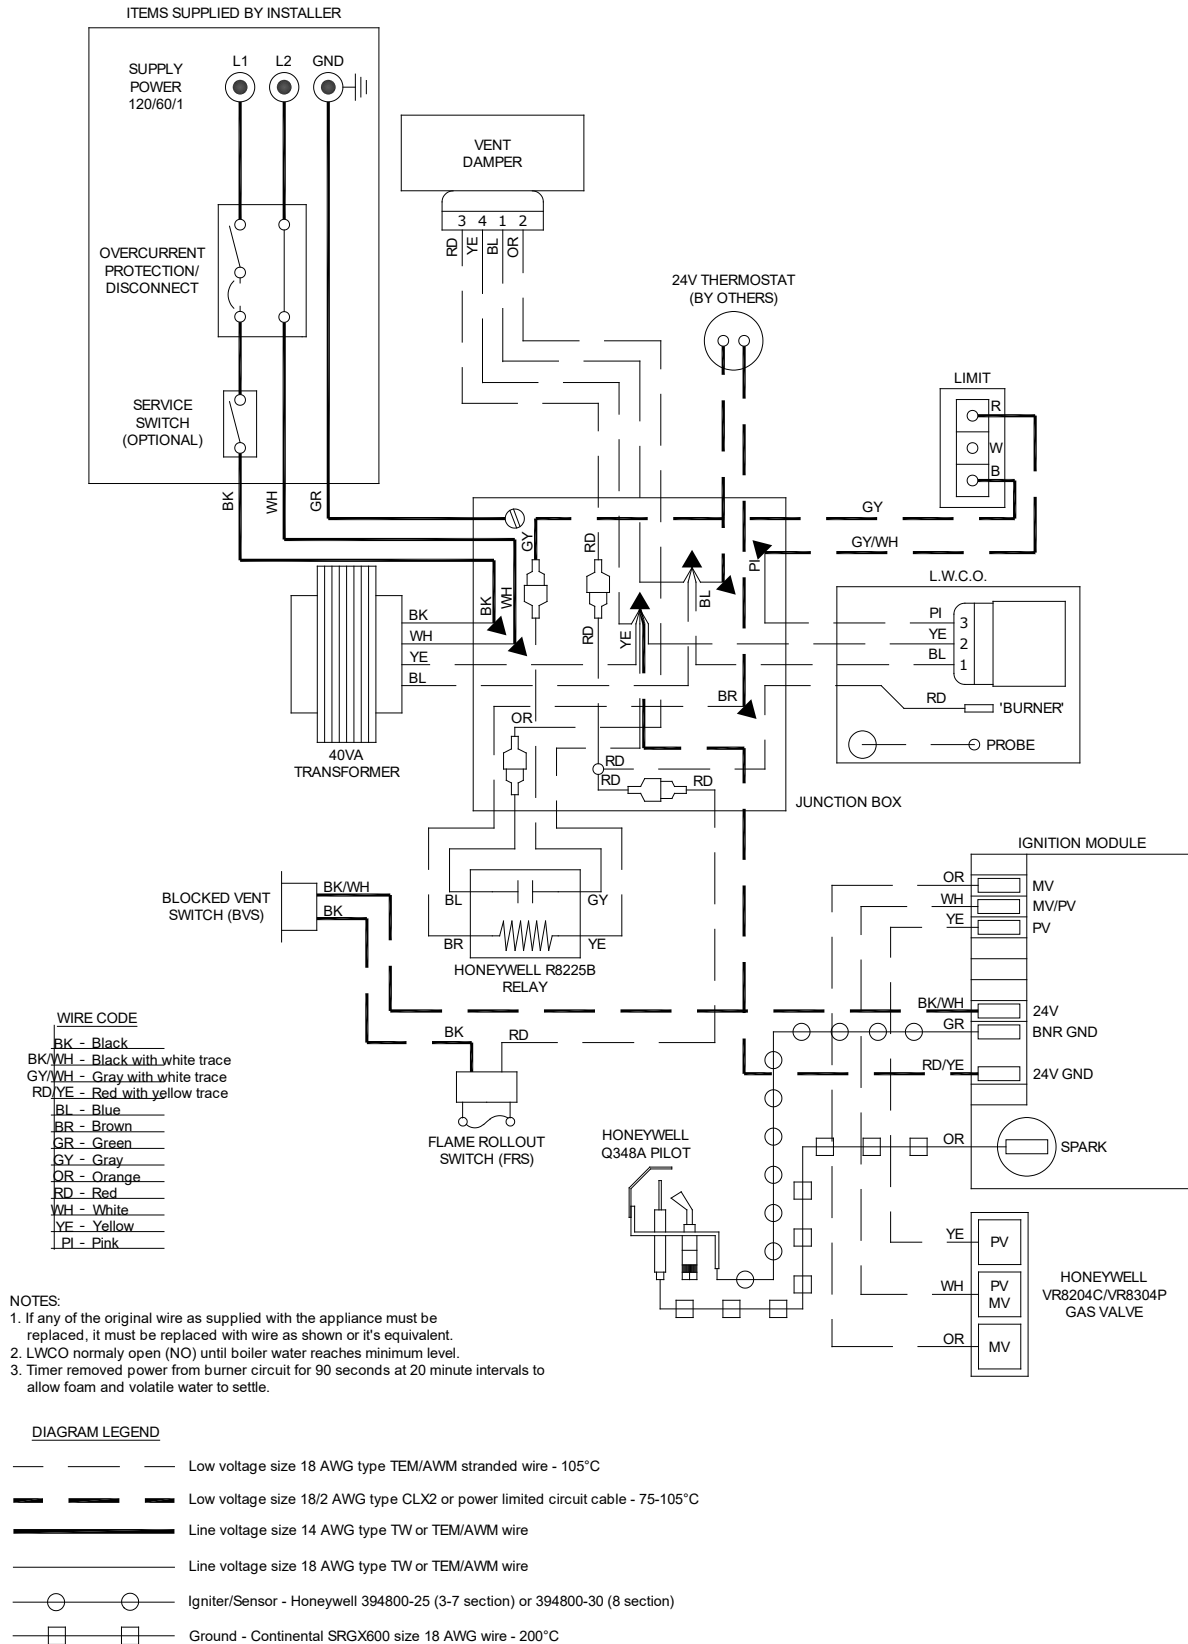 ITEMS SUPPLIED BY INSTALLER
SUPPLY
POWER
120/60/1
L1
L2
GND
VENT
DAMPER
3 4 1 2
RD
YE
BL
OR
OVERCURRENT
PROTECTION/
DISCONNECT
24V THERMOSTAT
(BY OTHERS)
SERVICE
SWITCH
(OPTIONAL)
LIMIT
R
W
B
BK
WH
GR
GY
GY/WH
GY
RD
PI
BK
WH
RD
YE
BL
L.W.C.O.
BK
WH
YE
BL
PI
YE
BL
3
2
1
RD
'BURNER'
PROBE
BR
OR
RD
RD
RD
40VA
TRANSFORMER
JUNCTION BOX
IGNITION MODULE
BLOCKED VENT
SWITCH (BVS)
BK/WH
BK
BL
GY
BR
YE
HONEYWELL R8225B
RELAY
OR
MV
WH
MV/PV
YE
PV
BK/WH
24V
GR
BNR GND
RD/YE
24V GND
OR
SPARK
BK
RD
FLAME ROLLOUT
SWITCH (FRS)
HONEYWELL
Q348A PILOT
YE
PV
WH
PV
MV
OR
MV
HONEYWELL
VR8204C/VR8304P
GAS VALVE
WIRE CODE
BK - Black
BK/WH - Black with white trace
GY/WH - Gray with white trace
RD/YE - Red with yellow trace
BL - Blue
BR - Brown
GR - Green
GY - Gray
OR - Orange
RD - Red
WH - White
YE - Yellow
PI - Pink
NOTES:
1. If any of the original wire as supplied with the appliance must be
replaced, it must be replaced with wire as shown or it's equivalent.
2. LWCO normaly open (NO) until boiler water reaches minimum level.
3. Timer removed power from burner circuit for 90 seconds at 20 minute intervals to
allow foam and volatile water to settle.
DIAGRAM LEGEND
Low voltage size 18 AWG type TEM/AWM stranded wire - 105°C
Low voltage size 18/2 AWG type CLX2 or power limited circuit cable - 75-105°C
Line voltage size 14 AWG type TW or TEM/AWM wire
Line voltage size 18 AWG type TW or TEM/AWM wire
Igniter/Sensor - Honeywell 394800-25 (3-7 section) or 394800-30 (8 section)
Ground - Continental SRGX600 size 18 AWG wire - 200°C